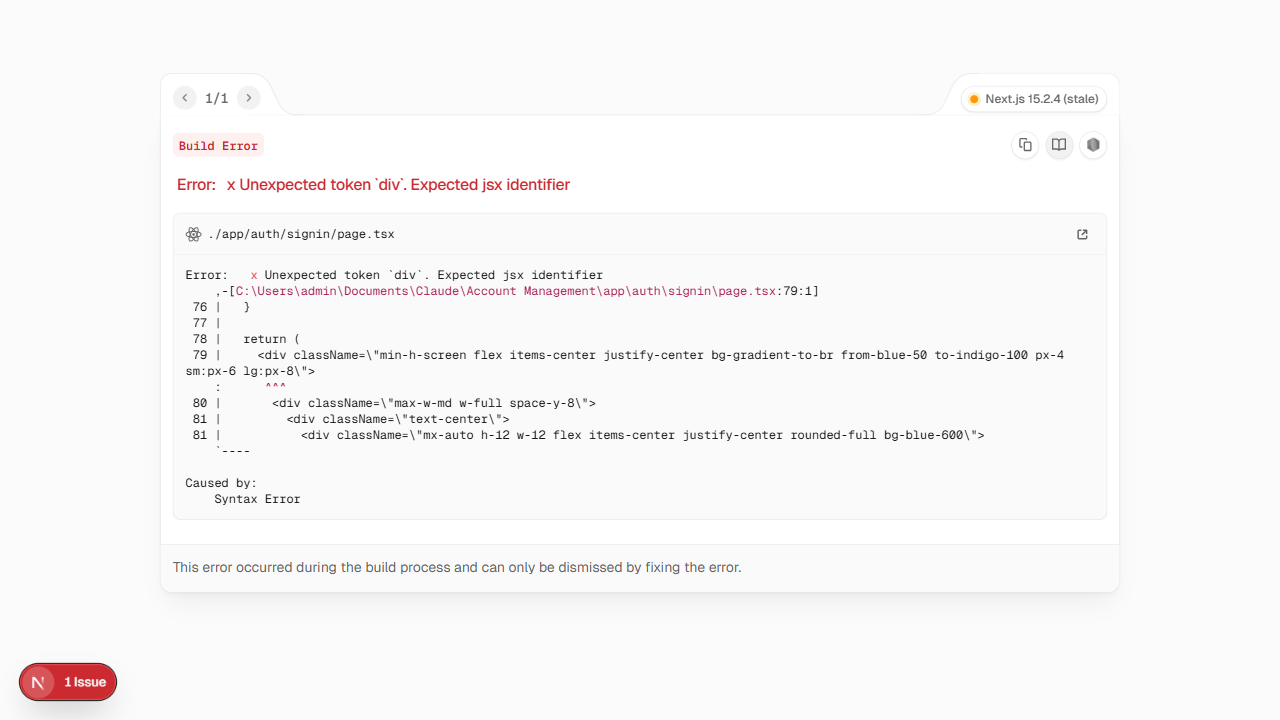 1/1
Next.js 15.2.4 (stale)
Build Error
Error: x Unexpected token `div`. Expected jsx identifier
./app/auth/signin/page.tsx
Error:   x Unexpected token `div`. Expected jsx identifier
    ,-[C:\Users\admin\Documents\Claude\Account Management\app\auth\signin\page.tsx:79:1]
 76 |   }
 77 |
 78 |   return (
 79 |     <div className=\"min-h-screen flex items-center justify-center bg-gradient-to-br from-blue-50 to-indigo-100 px-4
sm:px-6 lg:px-8\">
    :      ^^^
 80 |       <div className=\"max-w-md w-full space-y-8\">
 81 |         <div className=\"text-center\">
 81 |           <div className=\"mx-auto h-12 w-12 flex items-center justify-center rounded-full bg-blue-600\">
    `----
Caused by:
    Syntax Error
This error occurred during the build process and can only be dismissed by fixing the error.
N 1 Issue